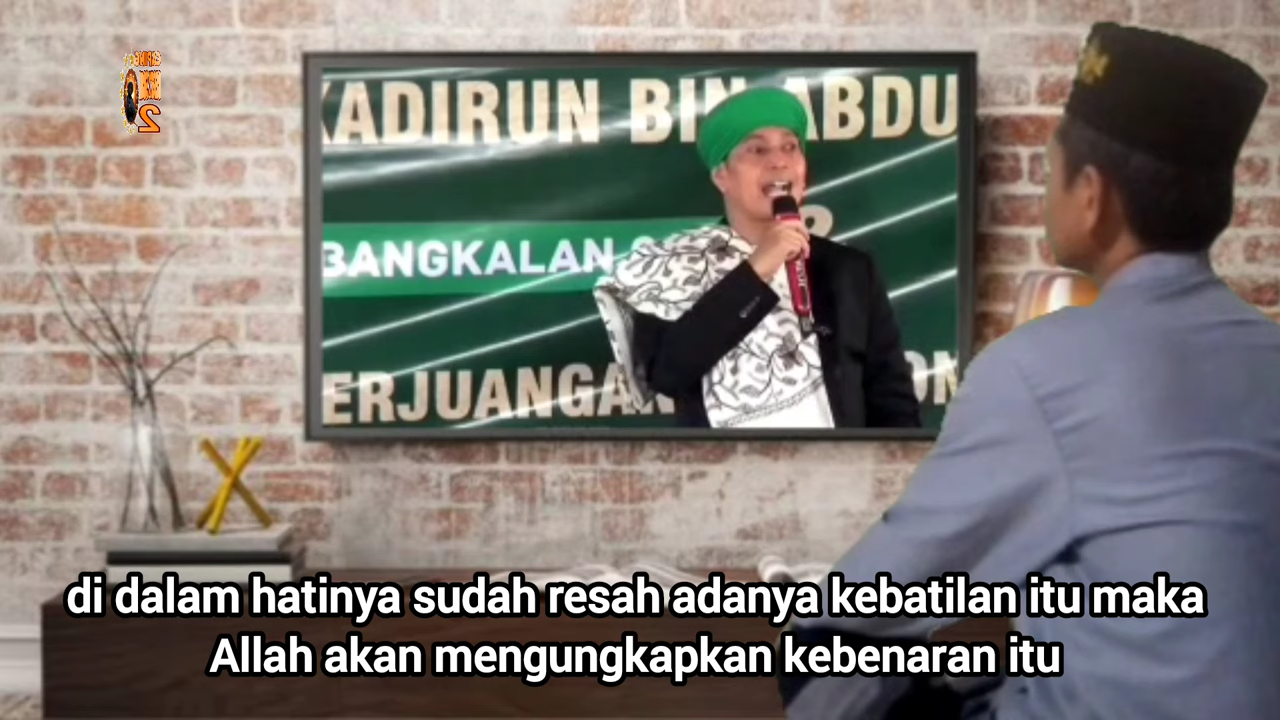 KADIRUN BIN ABDU
BANGKALAN
ERJUANGAN
di dalam hatinya sudah resah adanya kebatilan itu maka
Allah akan mengungkapkan kebenaran itu